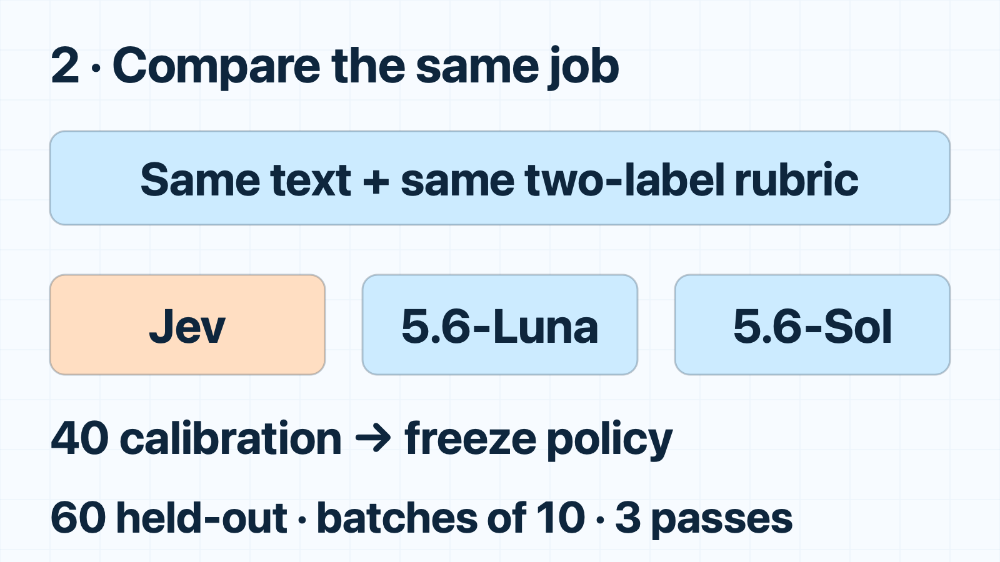 2 · Compare the same job
Same text + same two-label rubric
Jev
5.6-Luna
5.6-Sol
40 calibration → freeze policy
60 held-out · batches of 10 · 3 passes